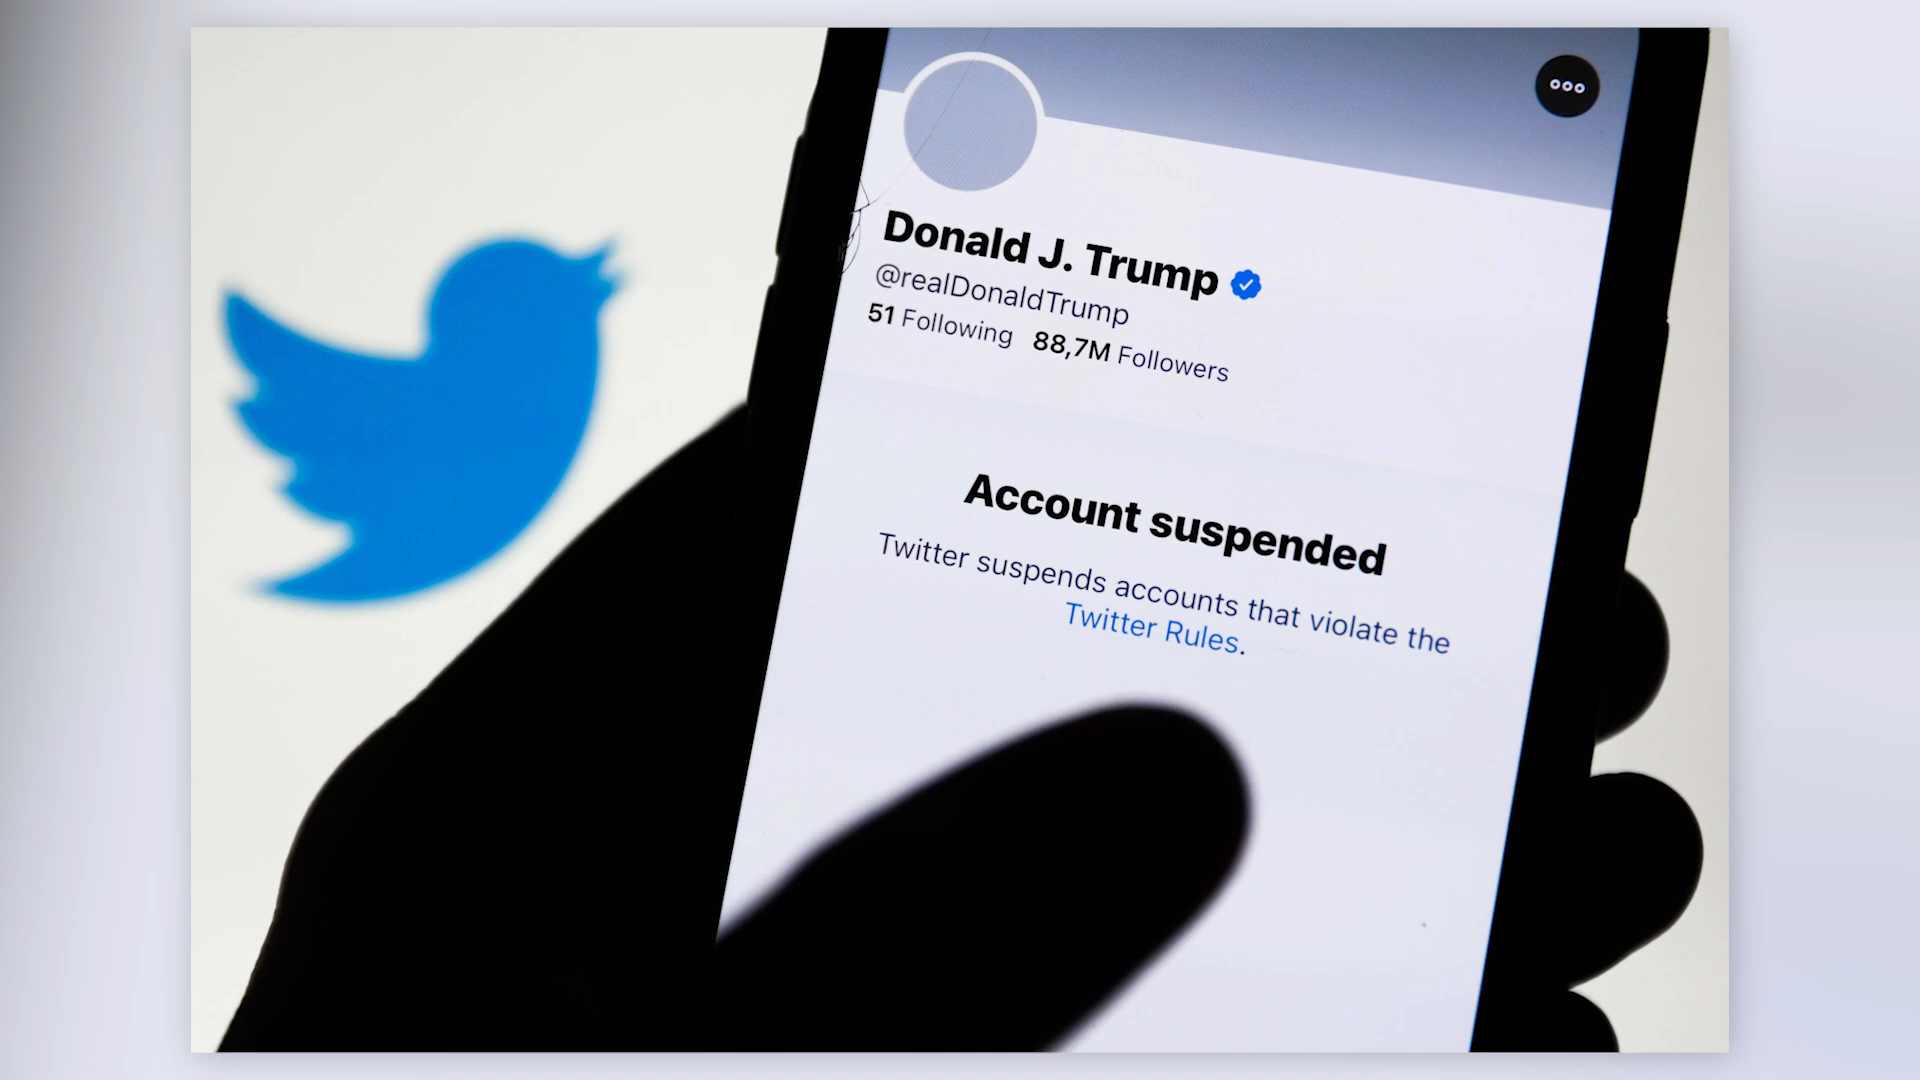 Donald J. Trump
@realDonaldTrump
51 Following 88,7M Followers
Account suspended
Twitter suspends accounts that violate the
Twitter Rules.